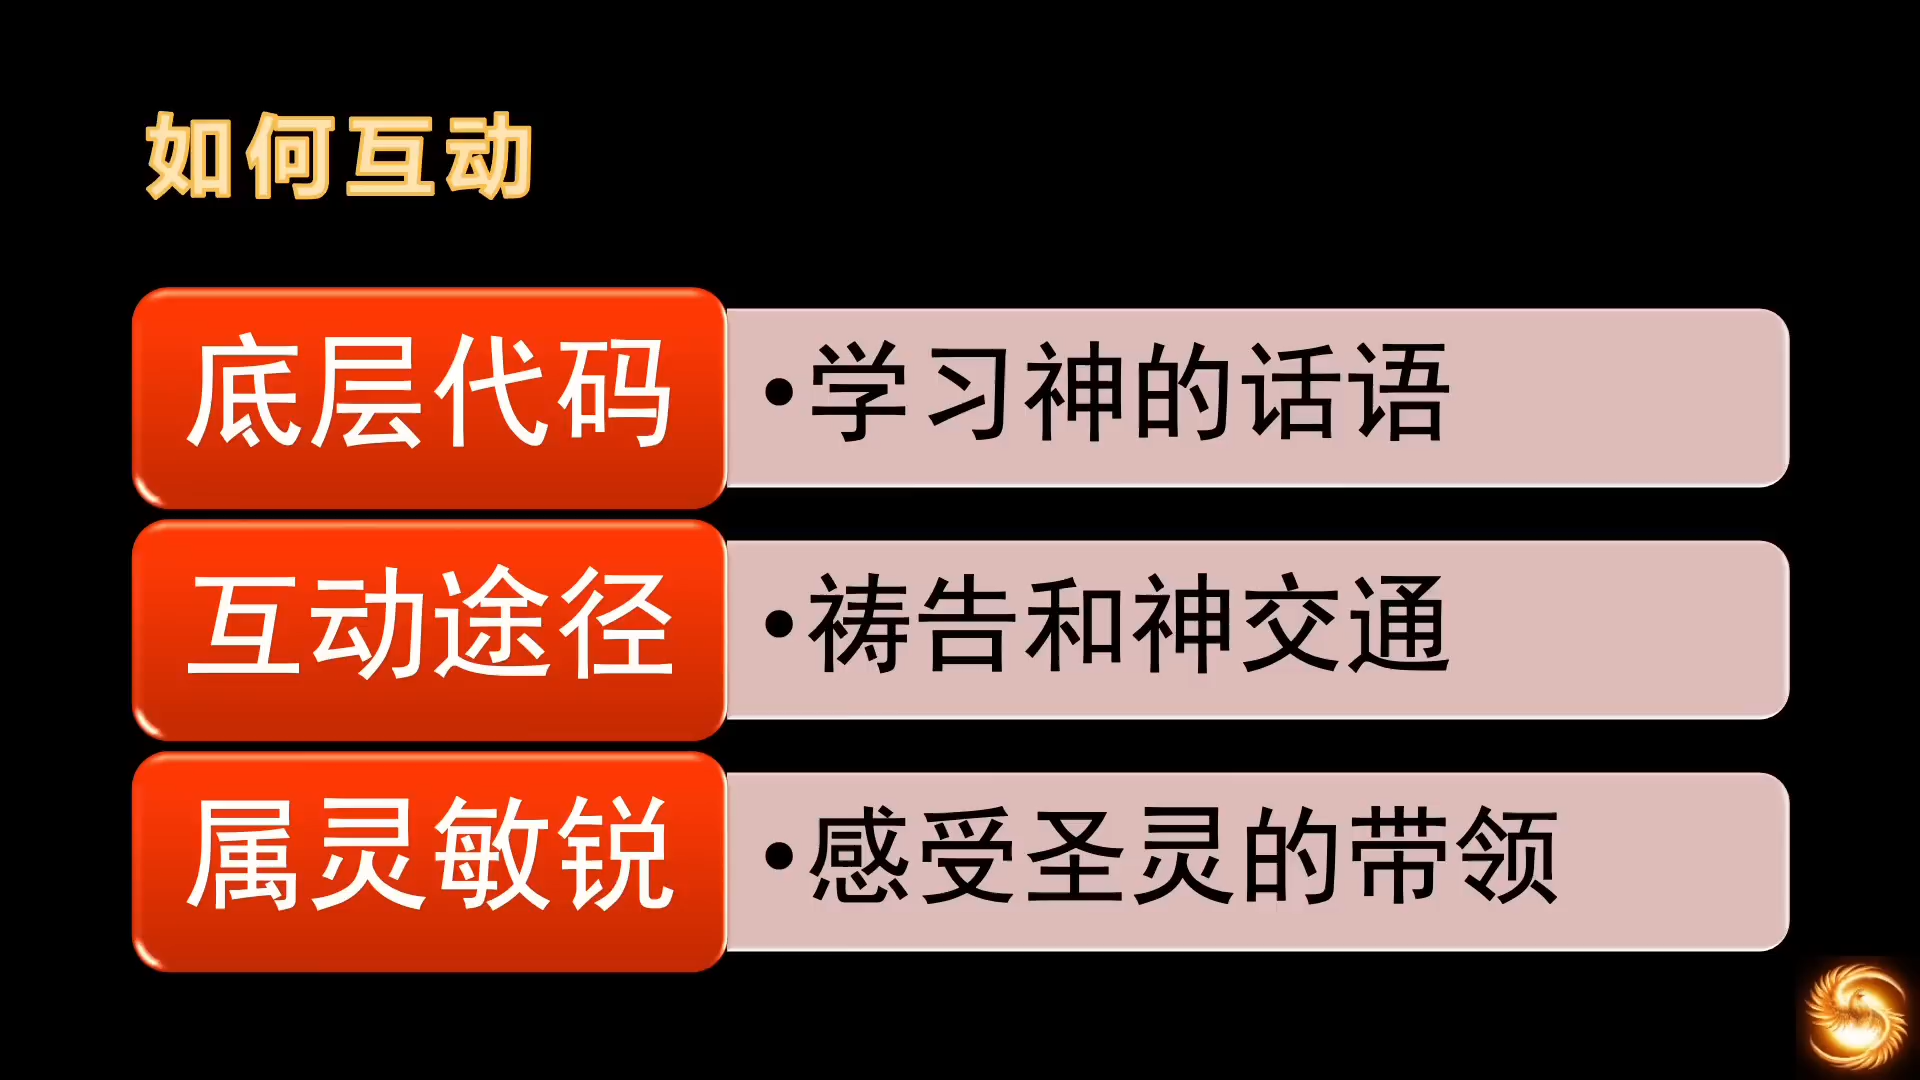 如何互动
底层代码
•学习神的话语
互动途径
•祷告和神交通
属灵敏锐
•感受圣灵的带领